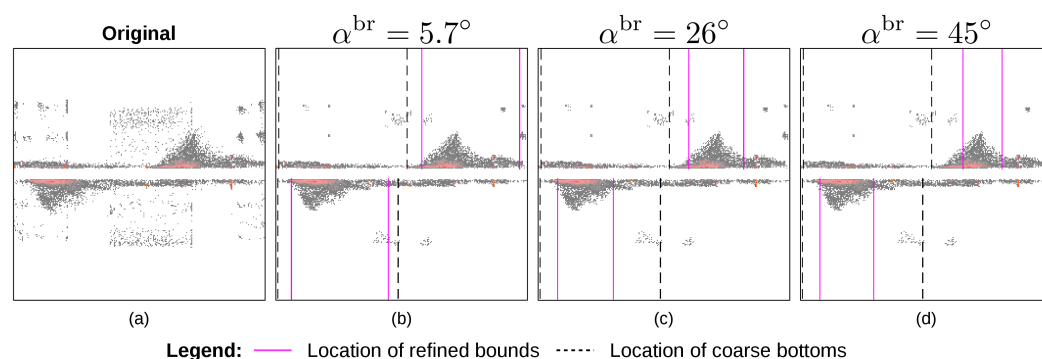 Original α^br = 5.7° α^br = 26° α^br = 45°
(a) (b) (c) (d)
Legend: Location of refined bounds Location of coarse bottoms